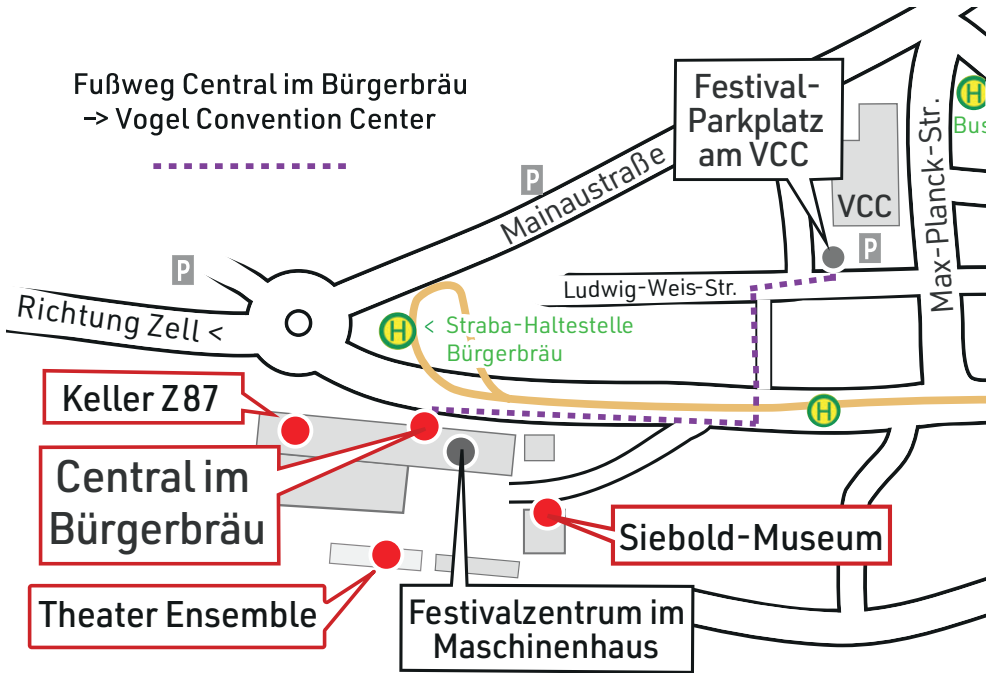 Fußweg Central im Bürgerbräu
–> Vogel Convention Center
Festival-
Parkplatz
am VCC
H
Bus
Max-Planck-Str.
VCC
P
P
Mainaustraße
P
Ludwig-Weis-Str.
Richtung Zell <
H
< Straba-Haltestelle
Bürgerbräu
H
Keller Z87
Central im
Bürgerbräu
Siebold-Museum
Theater Ensemble
Festivalzentrum im
Maschinenhaus